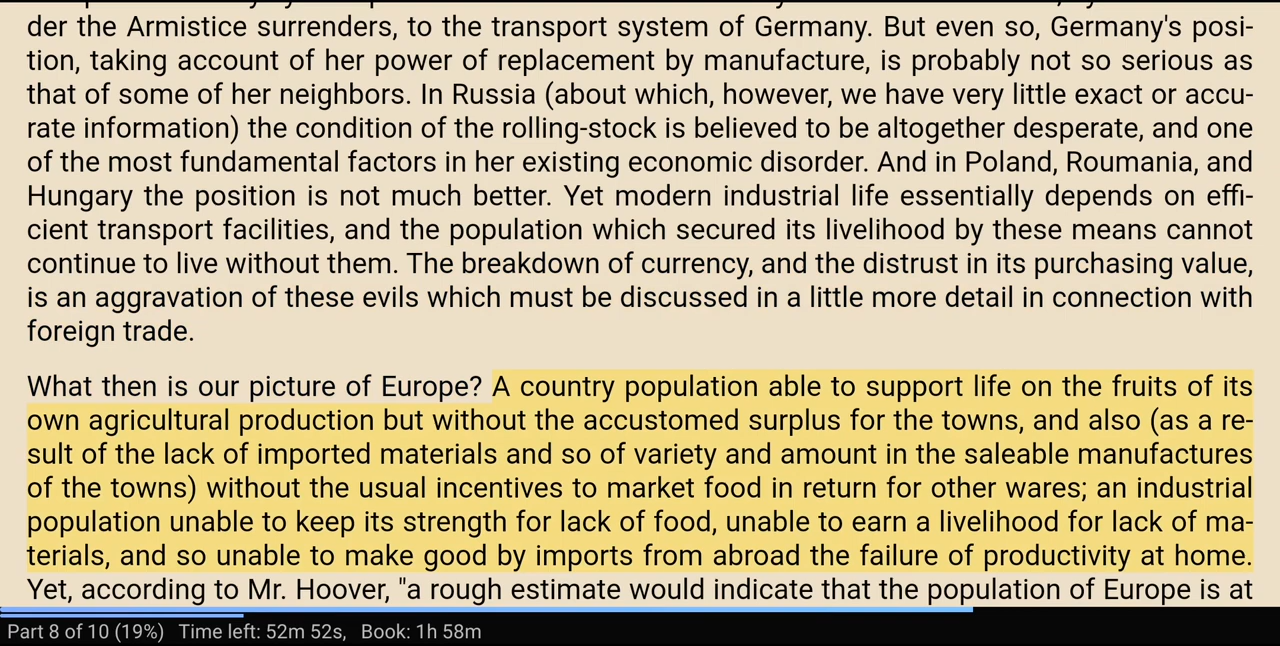 der the Armistice surrenders, to the transport system of Germany. But even so, Germany's posi-
tion, taking account of her power of replacement by manufacture, is probably not so serious as
that of some of her neighbors. In Russia (about which, however, we have very little exact or accu-
rate information) the condition of the rolling-stock is believed to be altogether desperate, and one
of the most fundamental factors in her existing economic disorder. And in Poland, Roumania, and
Hungary the position is not much better. Yet modern industrial life essentially depends on effi-
cient transport facilities, and the population which secured its livelihood by these means cannot
continue to live without them. The breakdown of currency, and the distrust in its purchasing value,
is an aggravation of these evils which must be discussed in a little more detail in connection with
foreign trade.
What then is our picture of Europe? A country population able to support life on the fruits of its
own agricultural production but without the accustomed surplus for the towns, and also (as a re-
sult of the lack of imported materials and so of variety and amount in the saleable manufactures
of the towns) without the usual incentives to market food in return for other wares; an industrial
population unable to keep its strength for lack of food, unable to earn a livelihood for lack of ma-
terials, and so unable to make good by imports from abroad the failure of productivity at home.
Yet, according to Mr. Hoover, "a rough estimate would indicate that the population of Europe is at
Part 8 of 10 (19%) Time left: 52m 52s, Book: 1h 58m